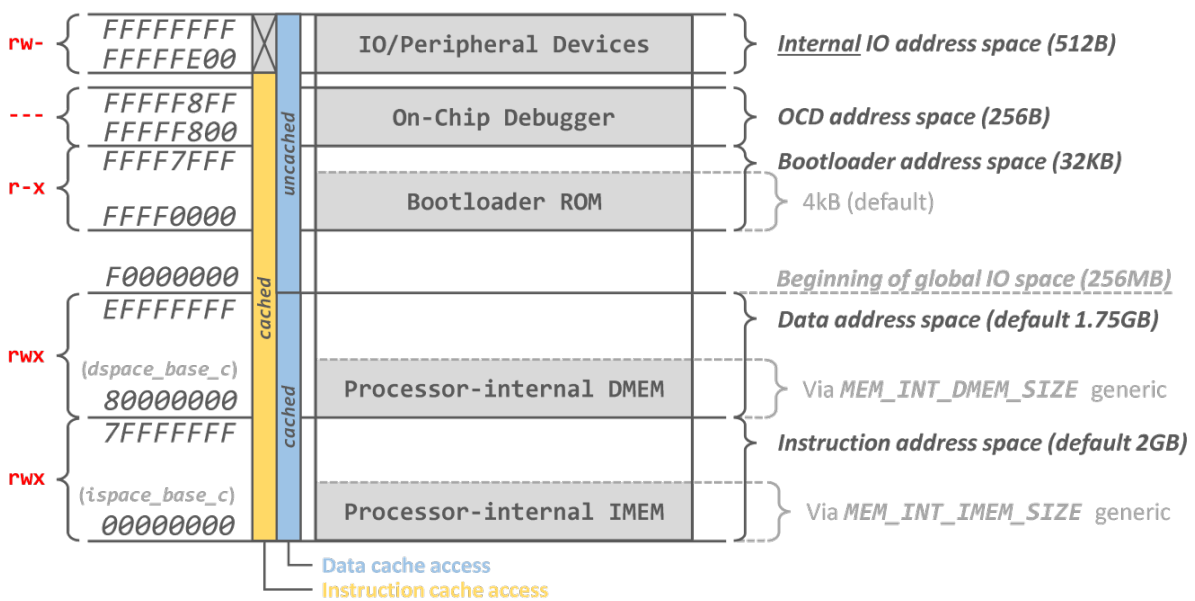 rw-
FFFFFFFF
FFFFFE00
IO/Peripheral Devices
Internal IO address space (512B)
---
FFFFF8FF
FFFFF800
On-Chip Debugger
OCD address space (256B)
r-x
FFFF7FFF
FFFF0000
Bootloader ROM
Bootloader address space (32KB)
4kB (default)
uncached
cached
cached
F0000000
Beginning of global IO space (256MB)
rwx
EFFFFFFF
(dspace_base_c)
80000000
Processor-internal DMEM
Data address space (default 1.75GB)
Via MEM_INT_DMEM_SIZE generic
rwx
7FFFFFFF
(ispace_base_c)
00000000
Processor-internal IMEM
Instruction address space (default 2GB)
Via MEM_INT_IMEM_SIZE generic
Data cache access
Instruction cache access